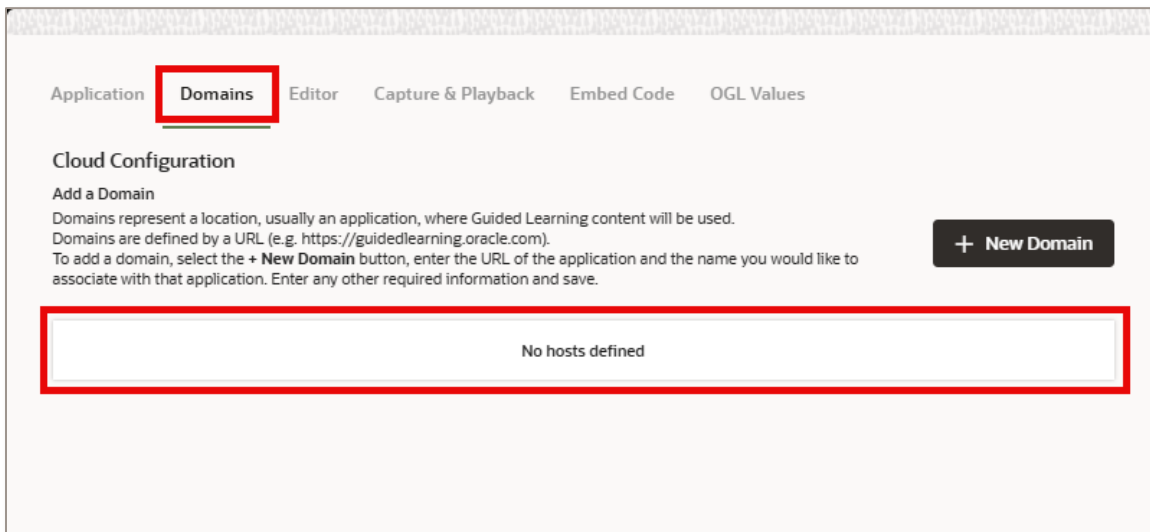 Application Domains Editor Capture & Playback Embed Code OGL Values
Cloud Configuration
Add a Domain
Domains represent a location, usually an application, where Guided Learning content will be used.
Domains are defined by a URL (e.g. https://guidedlearning.oracle.com).
To add a domain, select the + New Domain button, enter the URL of the application and the name you would like to
associate with that application. Enter any other required information and save.
+ New Domain
No hosts defined